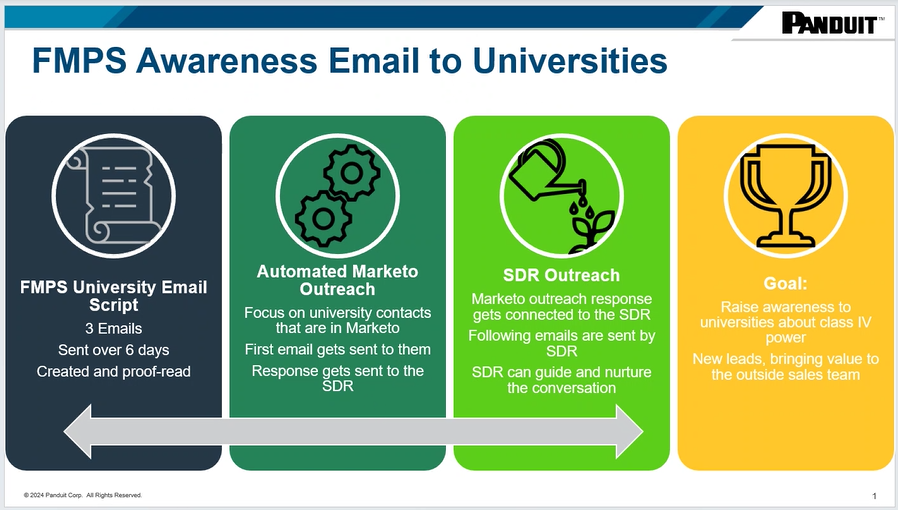 PANDUIT™
FMPS Awareness Email to Universities
FMPS University Email
Script
3 Emails
Sent over 6 days
Created and proof-read
Automated Marketo
Outreach
Focus on university contacts
that are in Marketo
First email gets sent to them
Response gets sent to the
SDR
SDR Outreach
Marketo outreach response
gets connected to the SDR
Following emails are sent by
SDR
SDR can guide and nurture
the conversation
Goal:
Raise awareness to
universities about class IV
power
New leads, bringing value to
the outside sales team
© 2024 Panduit Corp. All Rights Reserved.
1